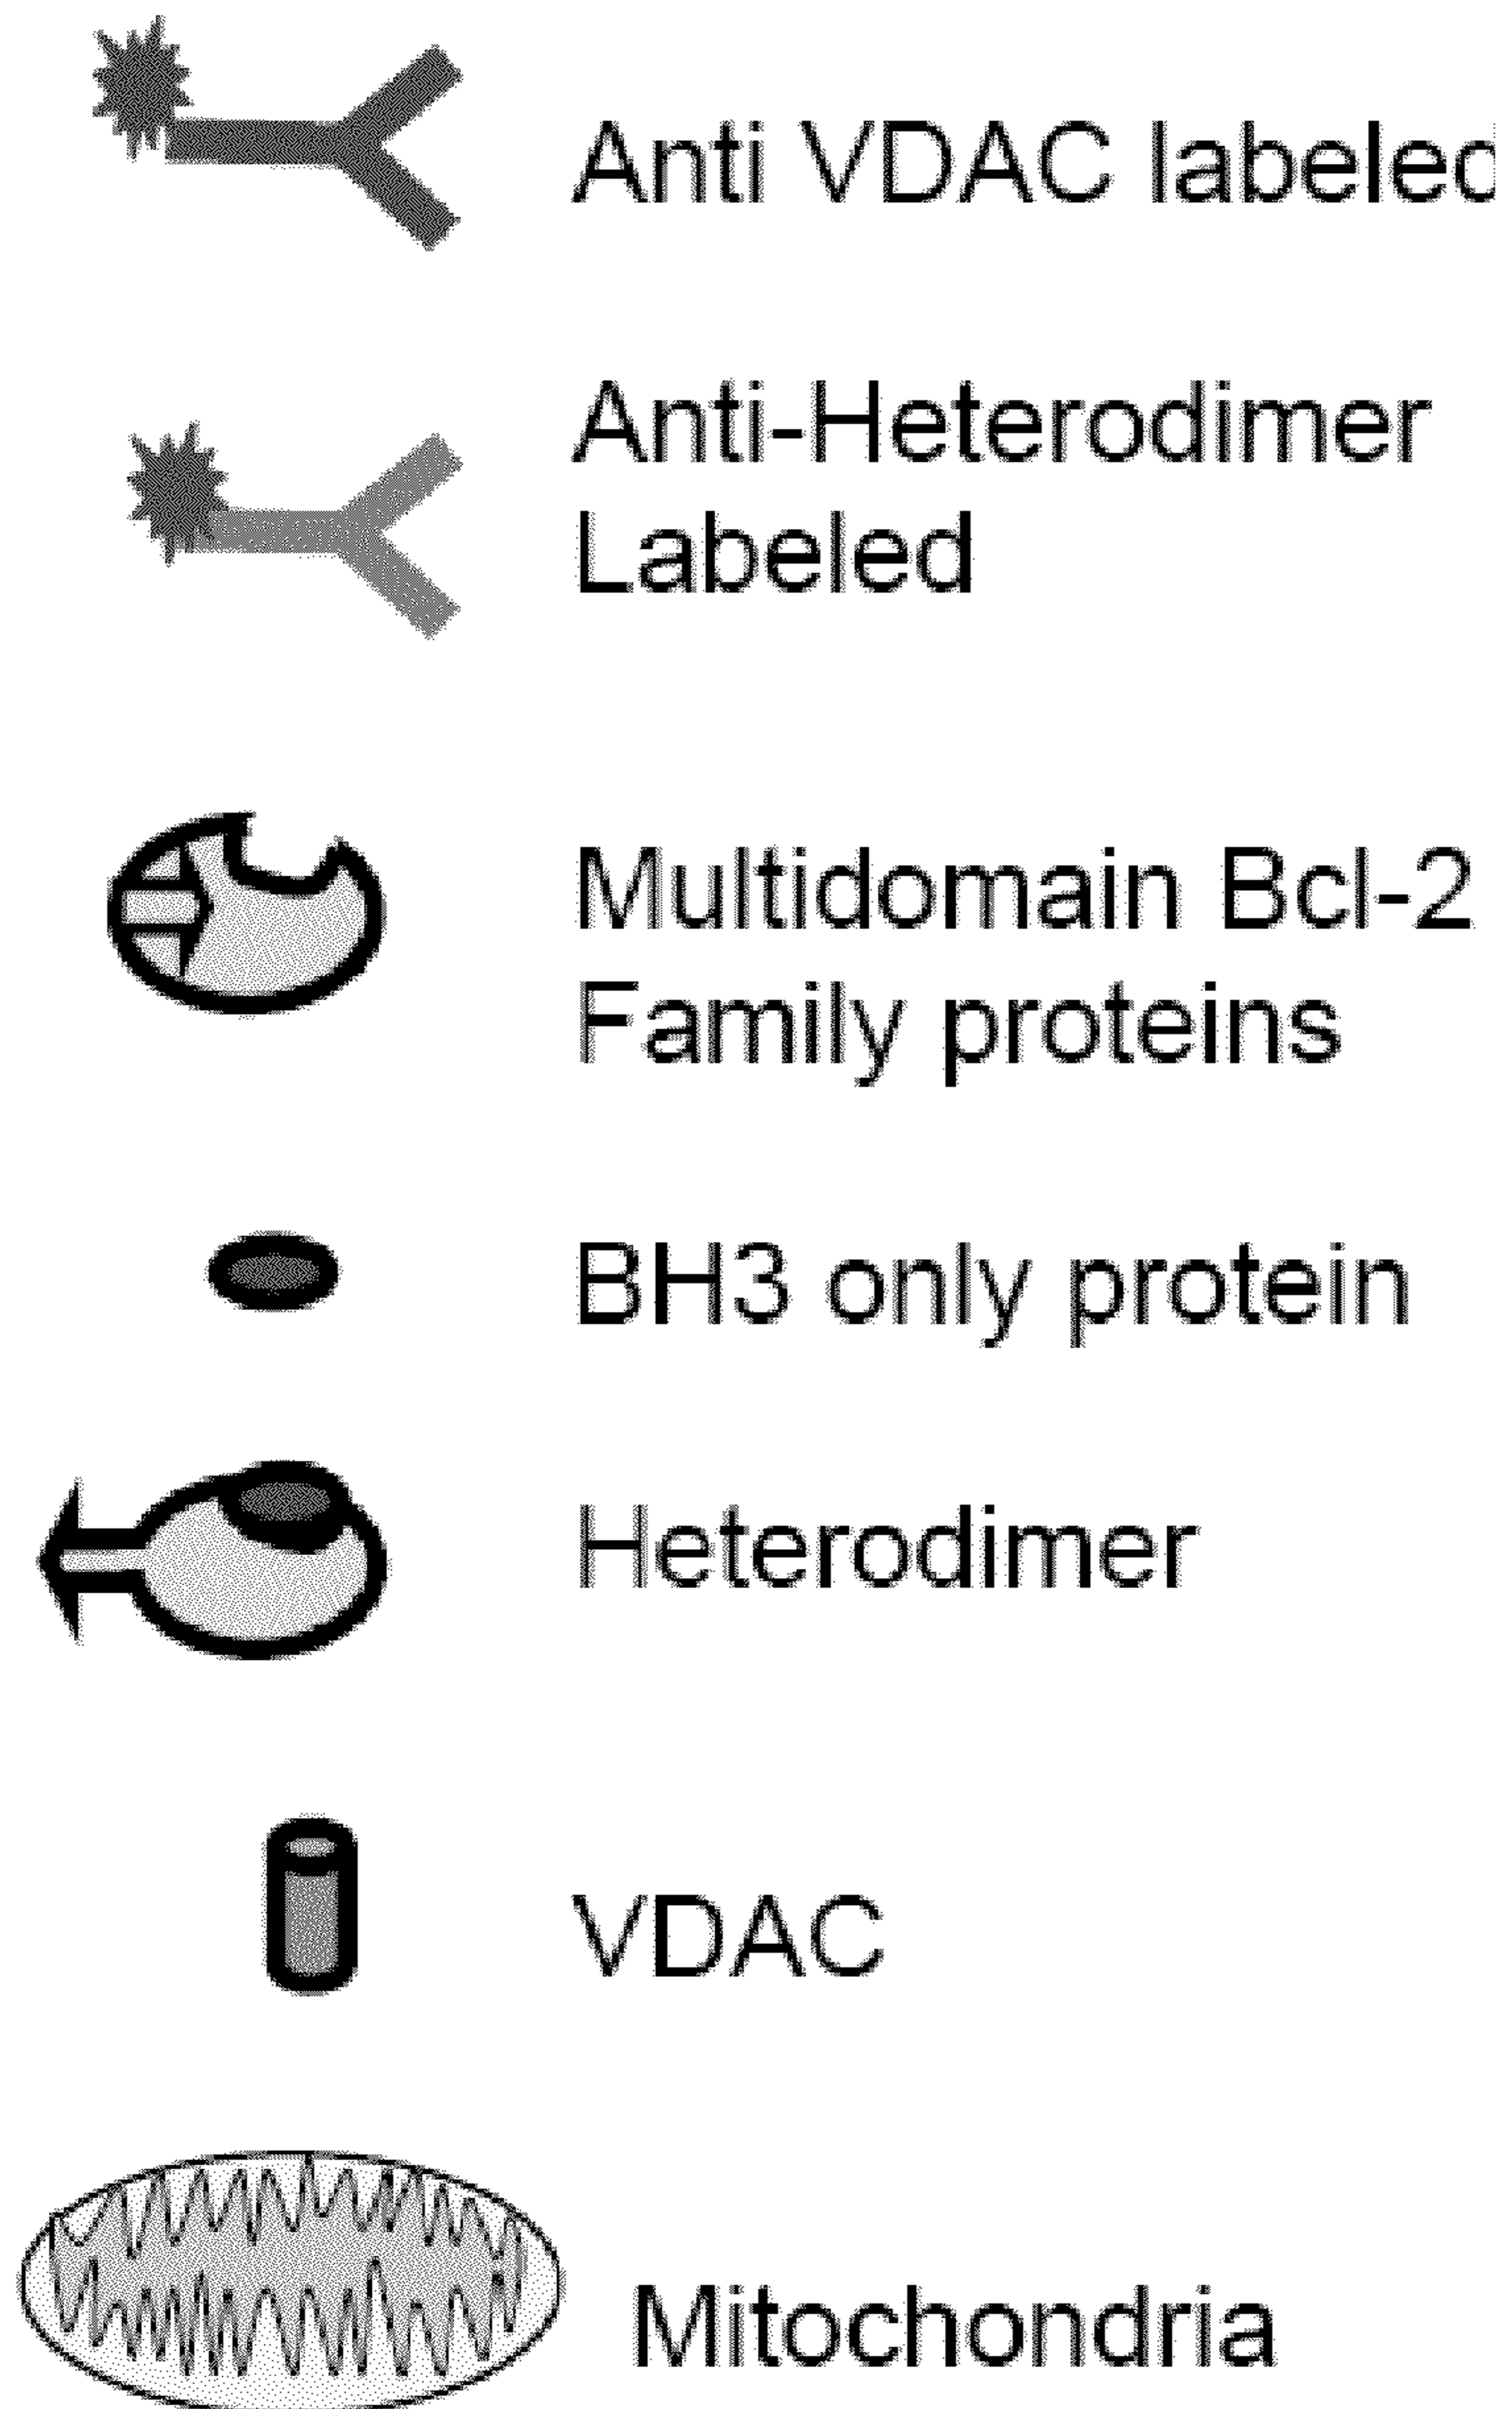 Anti VDAC labeled
Anti-Heterodimer
Labeled
Multidomain Bcl-2
Family proteins
BH3 only protein
Heterodimer
VDAC
Mitochondria